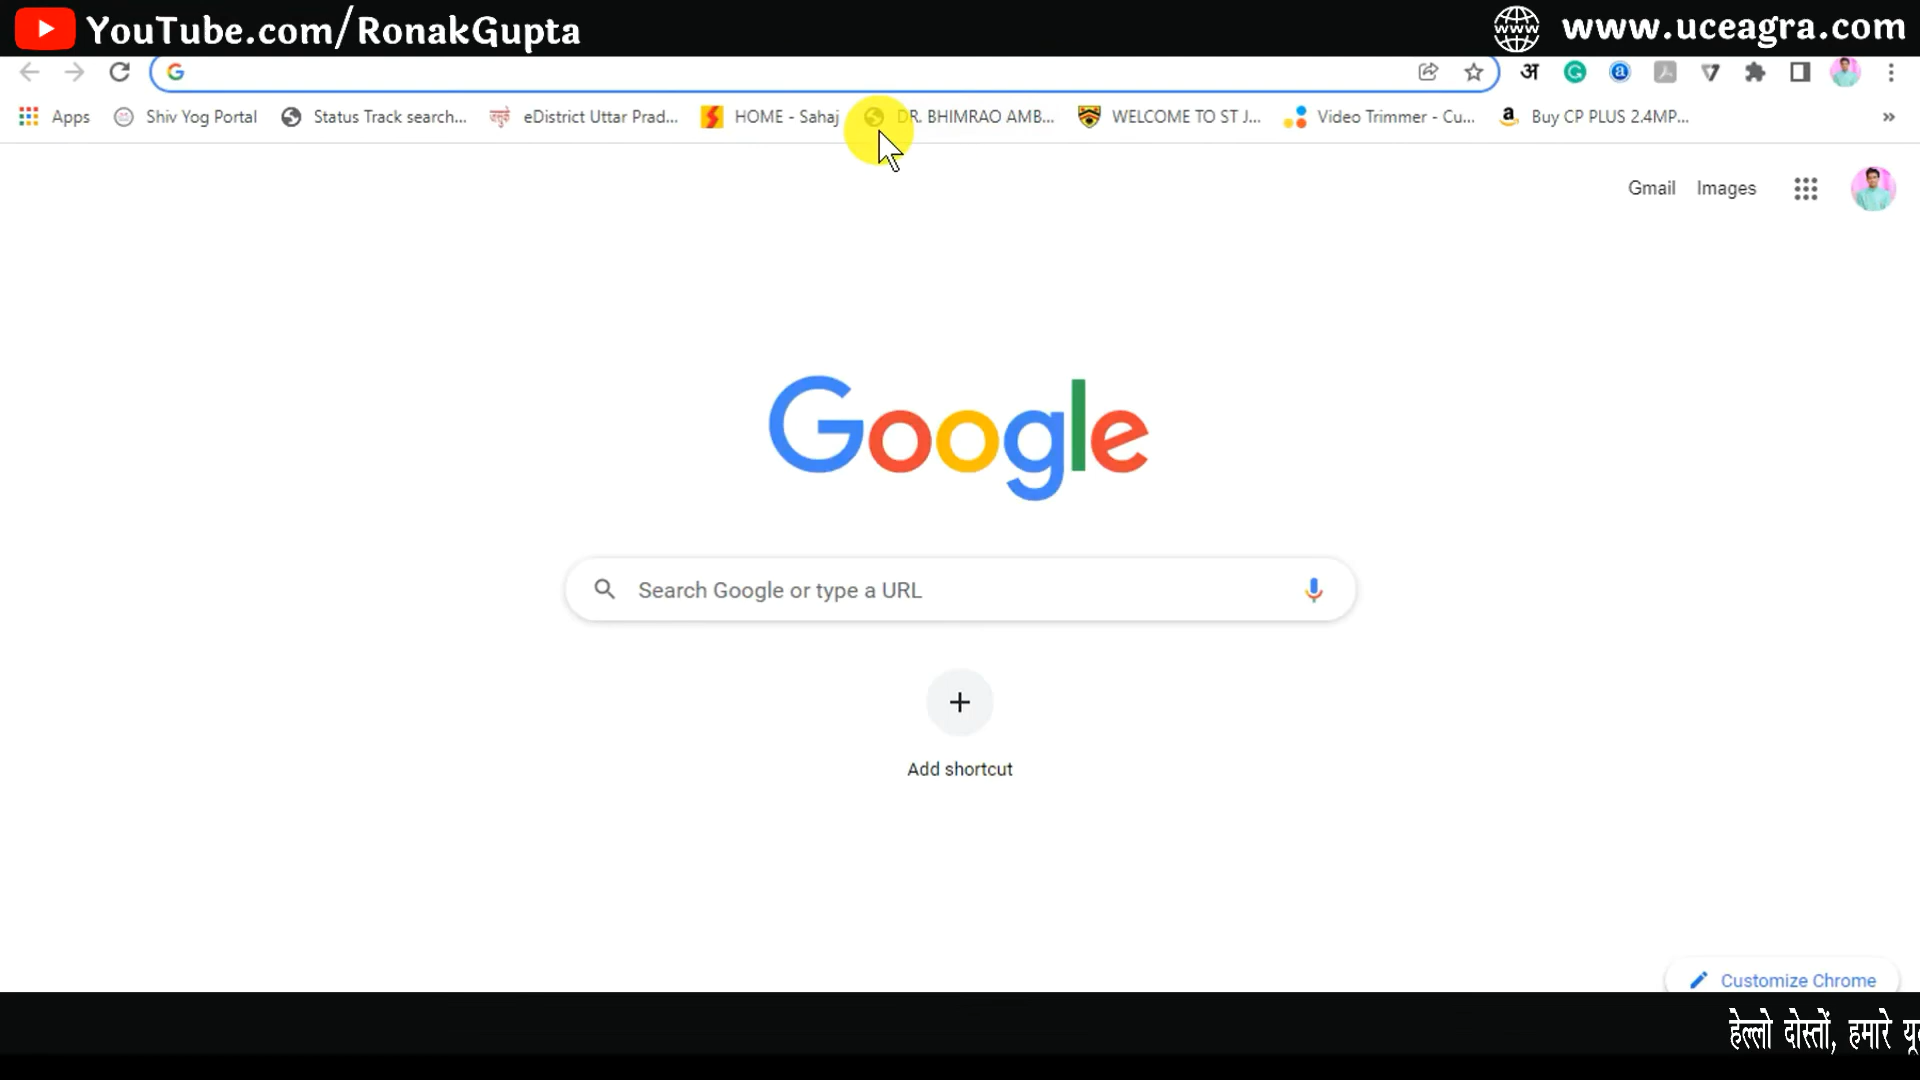 YouTube.com/RonakGupta
www.uceagra.com
Apps
Shiv Yog Portal
Status Track search...
eDistrict Uttar Prad...
HOME - Sahaj
DR. BHIMRAO AMB...
WELCOME TO ST J...
Video Trimmer - Cu...
Buy CP PLUS 2.4MP...
Gmail
Images
Google
Search Google or type a URL
Add shortcut
Customize Chrome
हेल्लो दोस्तों, हमारे